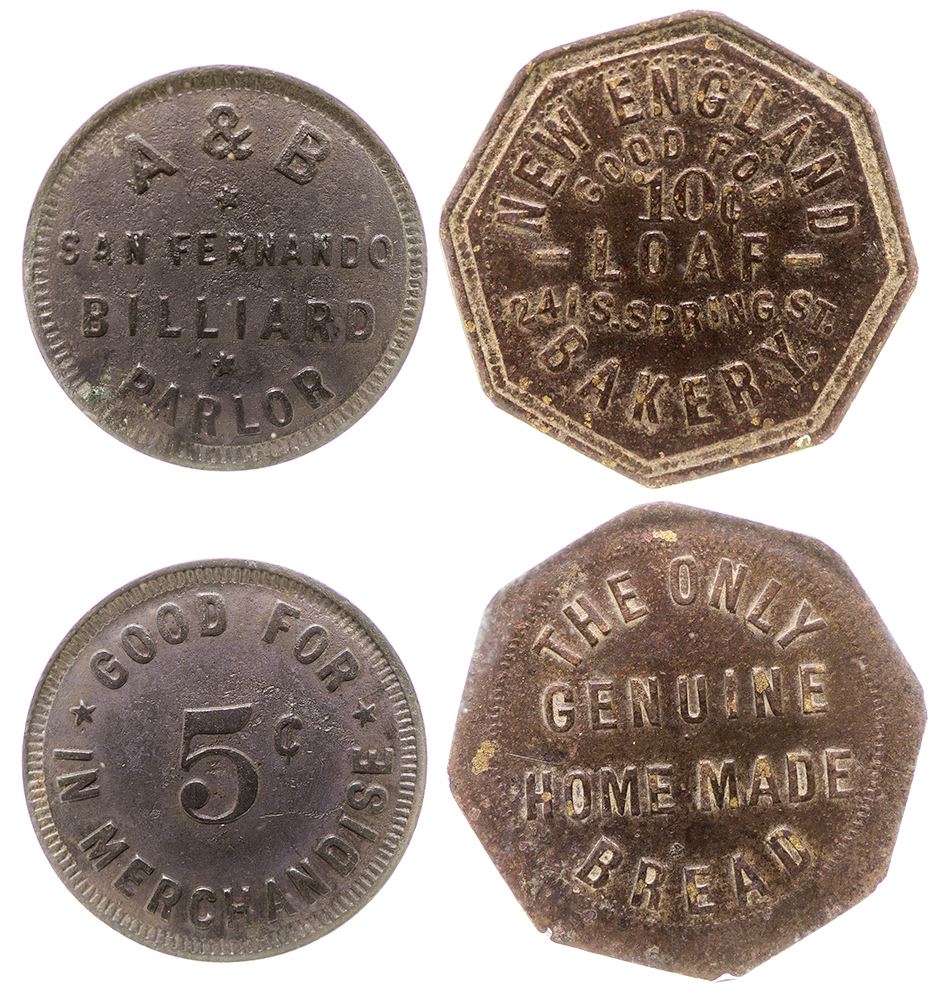 A & B
SAN FERNANDO
BILLIARD
PARLOR
NEW ENGLAND
GOOD FOR
10¢
LOAF
241 S. SPRING ST.
BAKERY.
GOOD FOR
5¢
IN MERCHANDISE
THE ONLY
GENUINE
HOME MADE
BREAD